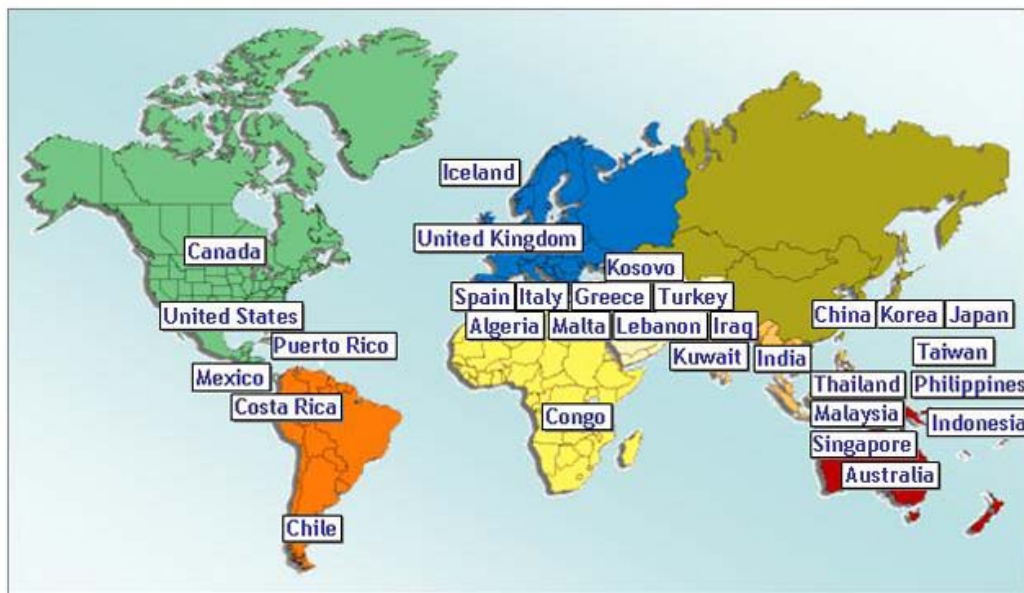 Iceland
United Kingdom
Canada
Kosovo
Spain Italy Greece Turkey
United States Algeria Malta Lebanon Iraq China Korea Japan
Puerto Rico Kuwait India Taiwan
Mexico Thailand Philippines
Costa Rica Congo Malaysia Indonesia
Singapore
Australia
Chile